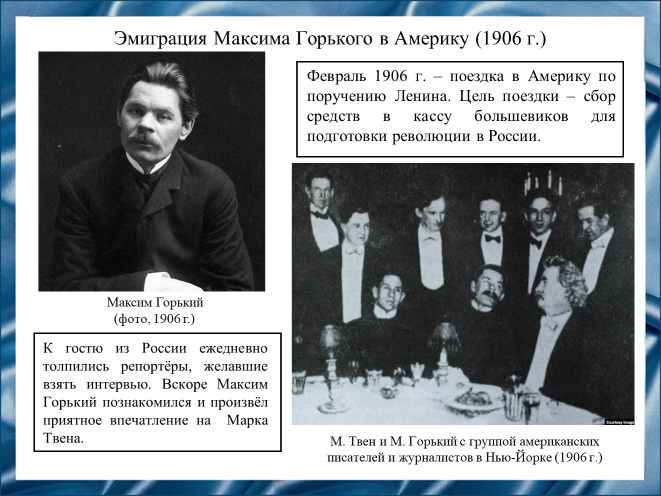 Эмиграция Максима Горького в Америку (1906 г.)
Февраль 1906 г. – поездка в Америку по
поручению Ленина. Цель поездки – сбор
средств в кассу большевиков для
подготовки революции в России.
Максим Горький
(фото, 1906 г.)
К гостю из России ежедневно
толпились репортёры, желавшие
взять интервью. Вскоре Максим
Горький познакомился и произвёл
приятное впечатление на Марка
Твена.
Courtesy Image
М. Твен и М. Горький с группой американских
писателей и журналистов в Нью-Йорке (1906 г.)